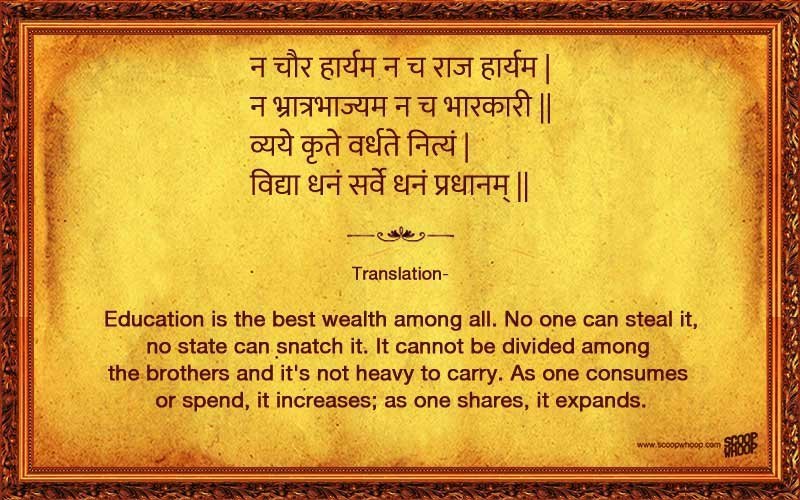 न चौर हार्यम न च राज हार्यम |
न भ्रात्रभाज्यम न च भारकारी ||
व्यये कृते वर्धते नित्यं |
विद्या धनं सर्वे धनं प्रधानम् ||
Translation-
Education is the best wealth among all. No one can steal it,
no state can snatch it. It cannot be divided among
the brothers and it's not heavy to carry. As one consumes
or spend, it increases; as one shares, it expands.
www.scoopwhoop.com SCOOP
WHOOP